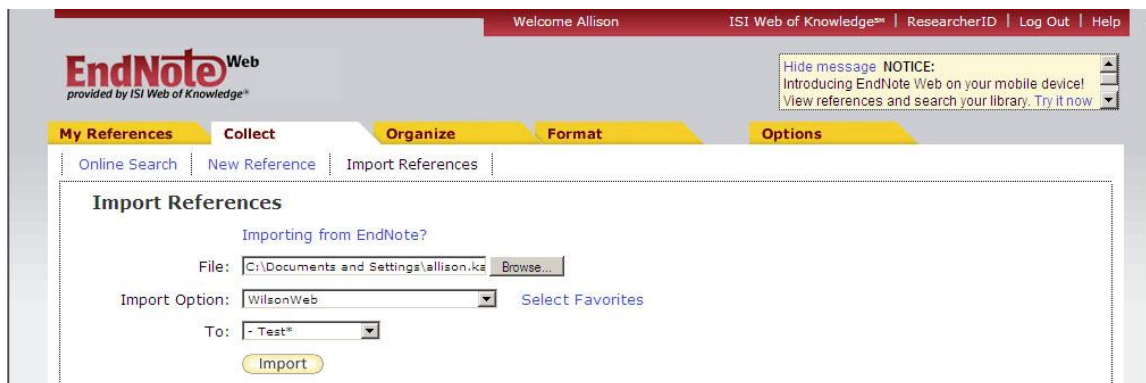 Welcome Allison ISI Web of Knowledge℠ | ResearcherID | Log Out | Help
EndNote Web
provided by ISI Web of Knowledge®
Hide message NOTICE:
Introducing EndNote Web on your mobile device!
View references and search your library. Try it now
My References Collect Organize Format Options
Online Search New Reference Import References
Import References
Importing from EndNote?
File: C:\Documents and Settings\allison.ka Browse...
Import Option: WilsonWeb Select Favorites
To: - Test*
Import